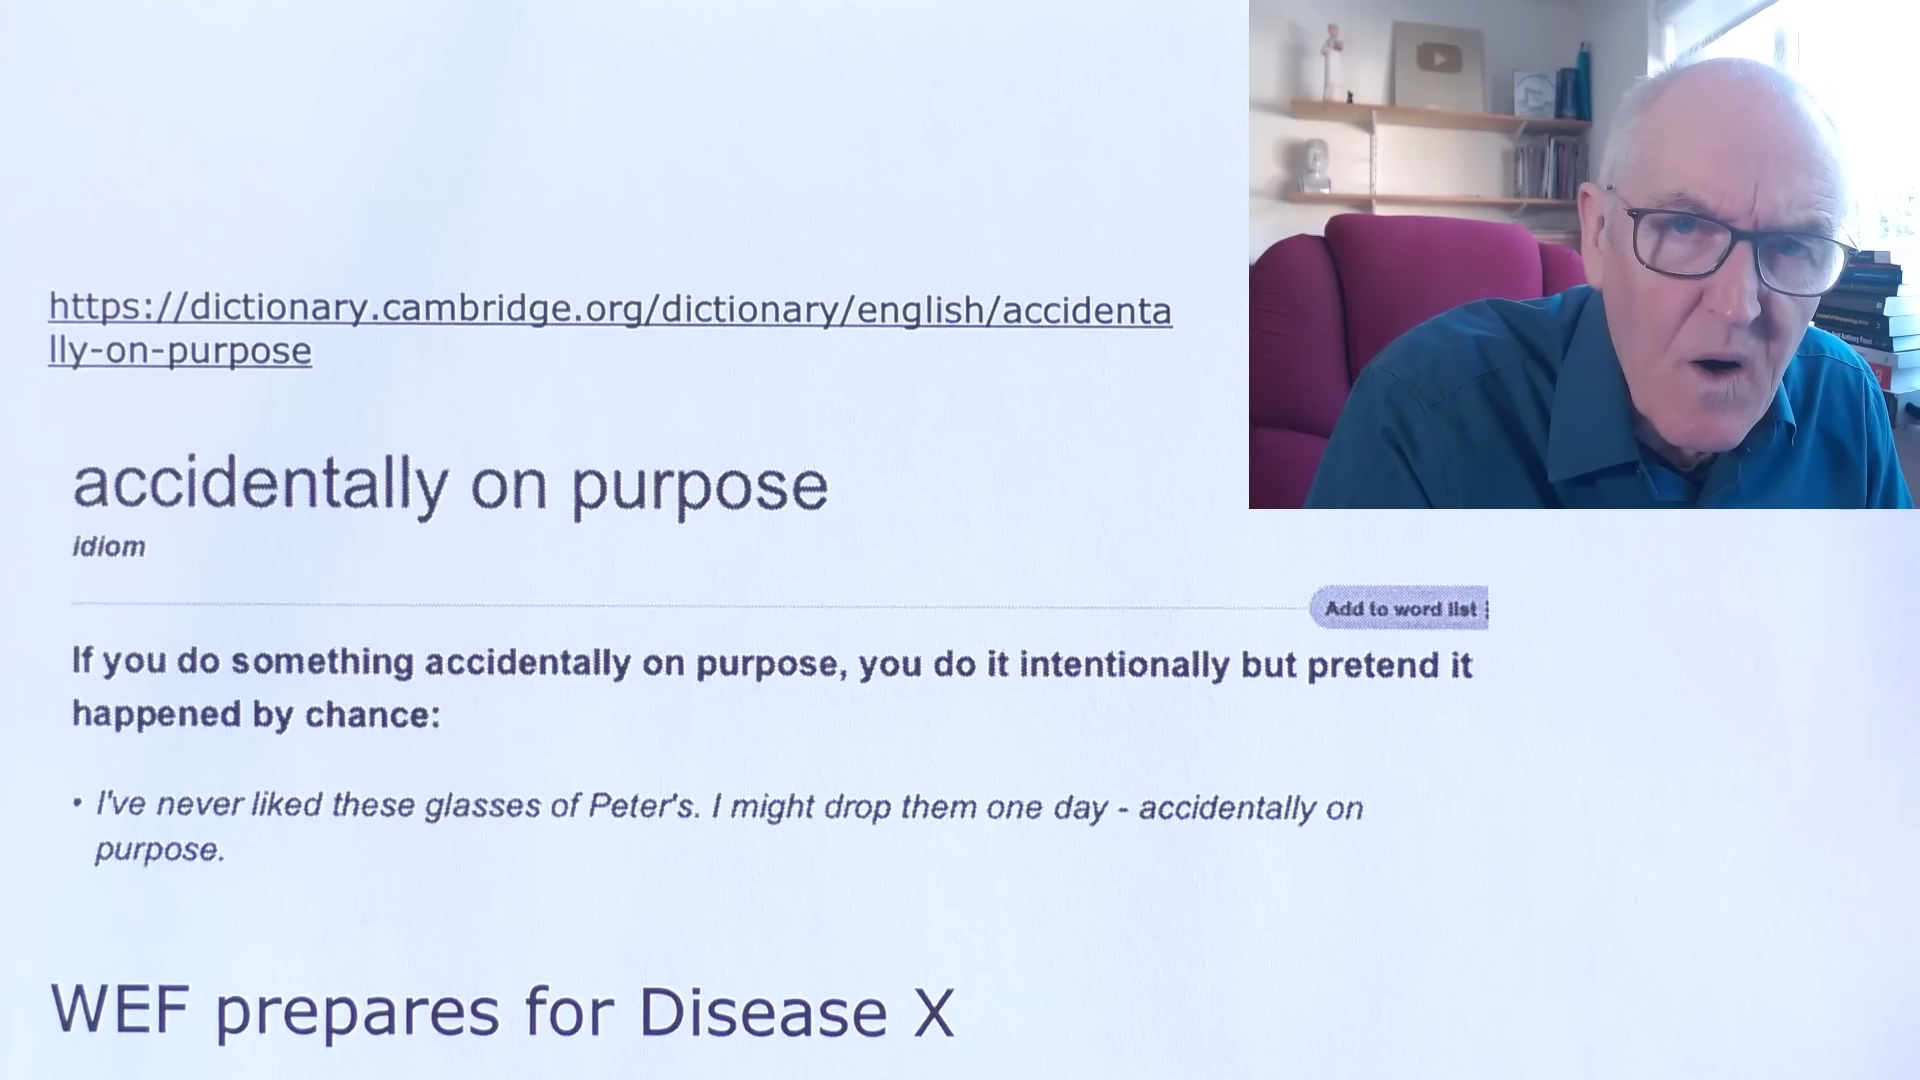 https://dictionary.cambridge.org/dictionary/english/accidenta
lly-on-purpose
accidentally on purpose
idiom
Add to word list
If you do something accidentally on purpose, you do it intentionally but pretend it
happened by chance:
• I've never liked these glasses of Peter's. I might drop them one day - accidentally on
purpose.
WEF prepares for Disease X